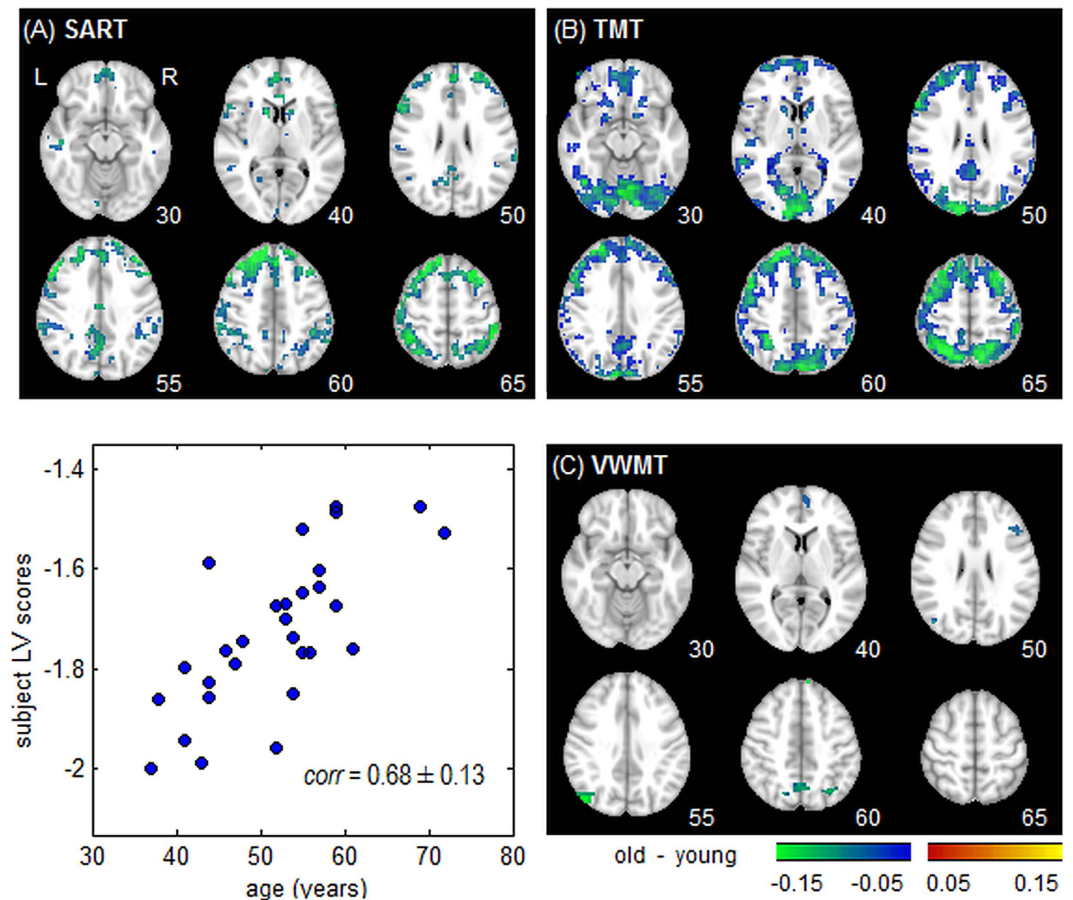 (A) SART
L R
30 40 50
55 60 65
(B) TMT
30 40 50
55 60 65
-1.4
-1.6
-1.8
-2
subject LV scores
corr = 0.68 ± 0.13
30 40 50 60 70 80
age (years)
(C) VWMT
30 40 50
55 60 65
old - young
-0.15 -0.05 0.05 0.15